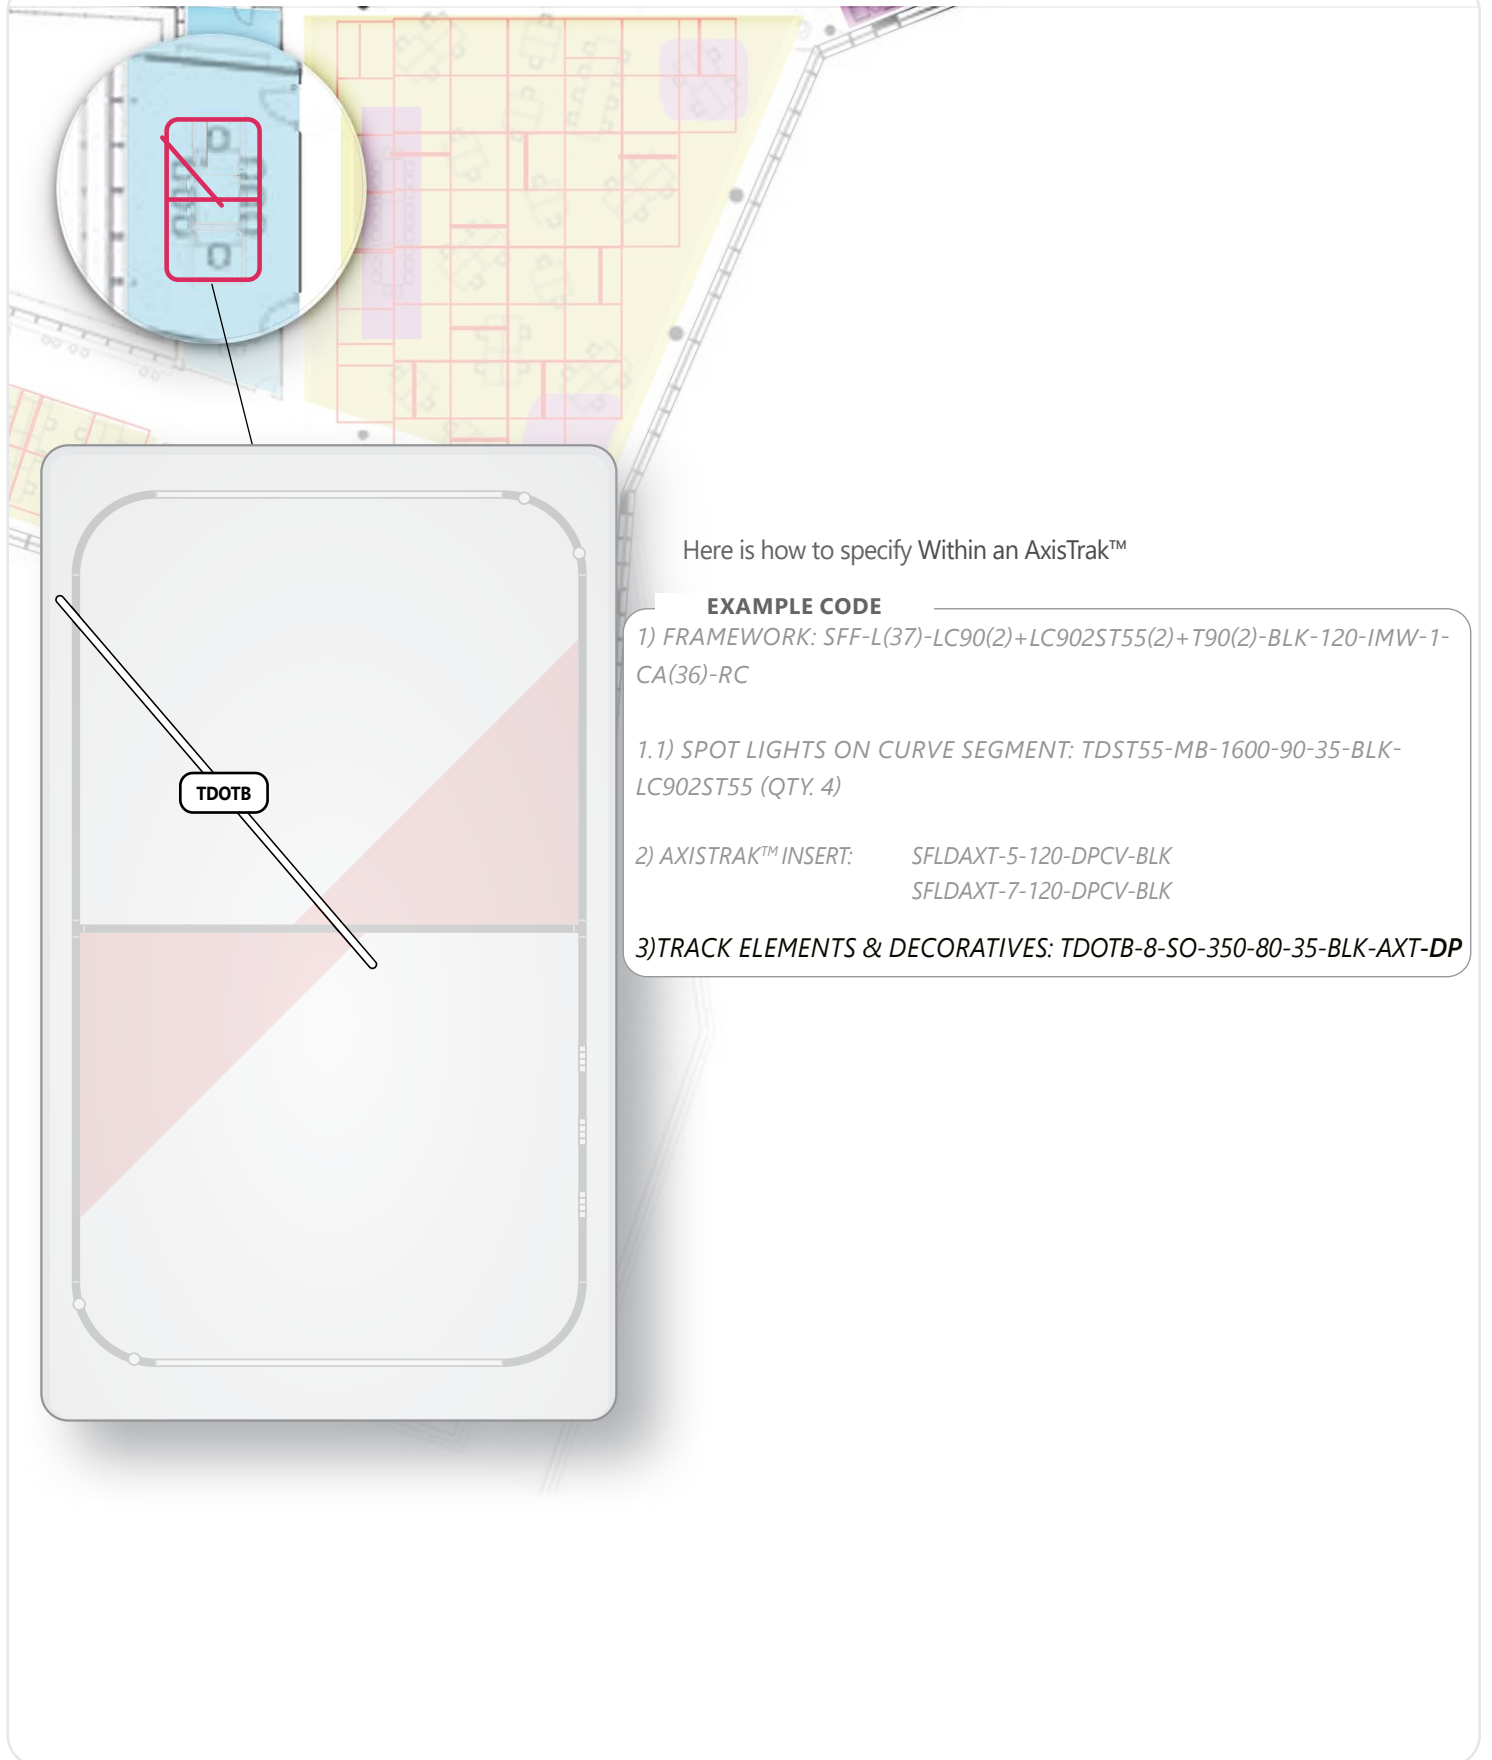 Here is how to specify Within an AxisTrak™
EXAMPLE CODE
1) FRAMEWORK: SFF-L(37)-LC90(2)+LC902ST55(2)+T90(2)-BLK-120-IMW-1-
CA(36)-RC
1.1) SPOT LIGHTS ON CURVE SEGMENT: TDST55-MB-1600-90-35-BLK-
LC902ST55 (QTY. 4)
2) AXISTRAK™ INSERT: SFLDAXT-5-120-DPCV-BLK
SFLDAXT-7-120-DPCV-BLK
3)TRACK ELEMENTS & DECORATIVES: TDOTB-8-SO-350-80-35-BLK-AXT-DP
TDOTB